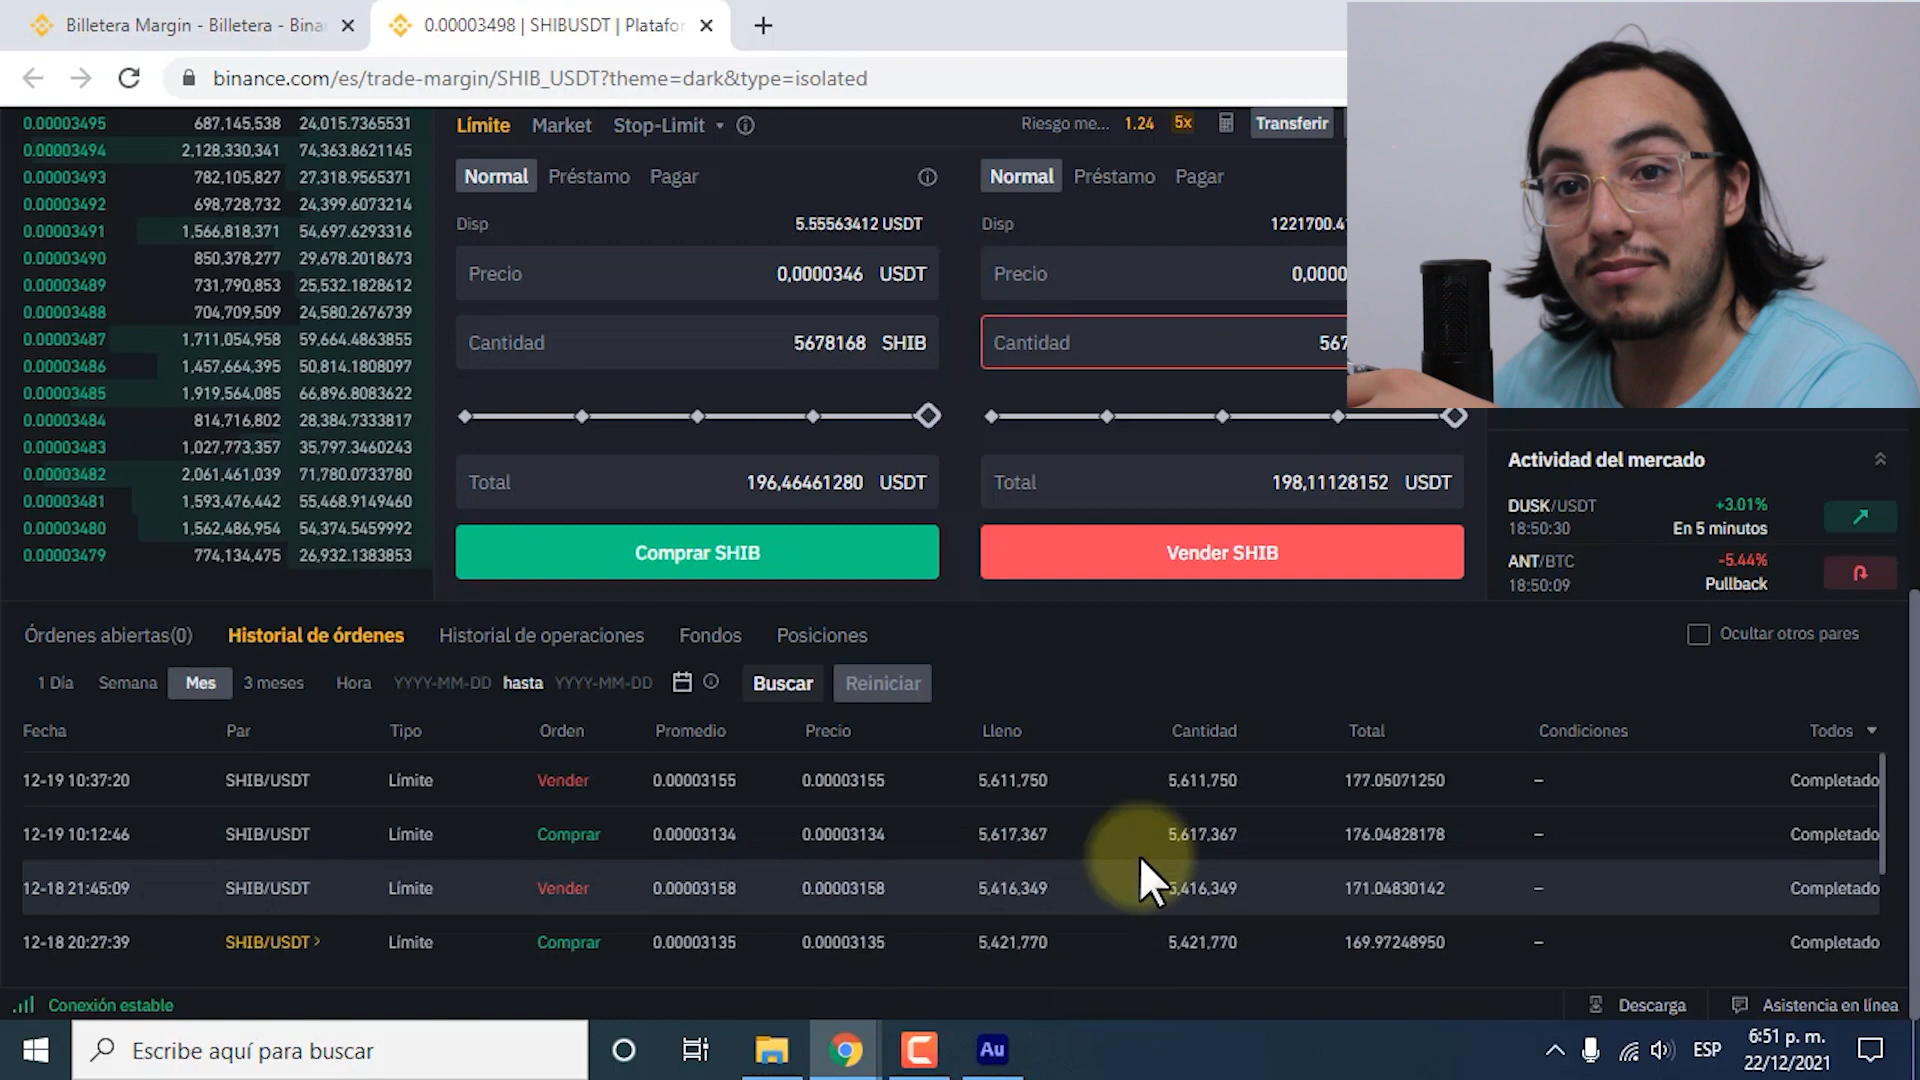 Billetera Margin - Billetera - Bina
0.00003498 | SHIBUSDT | Platafor
binance.com/es/trade-margin/SHIB_USDT?theme=dark&type=isolated
0.00003495 687,145,538 24,015.7365531
0.00003494 2,128,330,341 74,363.8621145
0.00003493 782,105,827 27,318.9565371
0.00003492 698,728,732 24,399.6073214
0.00003491 1,566,818,371 54,697.6293316
0.00003490 850,378,277 29,678.2018673
0.00003489 731,790,853 25,532.1828612
0.00003488 704,709,509 24,580.2676739
0.00003487 1,711,054,958 59,664.4863855
0.00003486 1,457,664,395 50,814.1808097
0.00003485 1,919,564,085 66,896.8083622
0.00003484 814,716,802 28,384.7333817
0.00003483 1,027,773,357 35,797.3460243
0.00003482 2,061,461,039 71,780.0733780
0.00003481 1,593,476,442 55,468.9149460
0.00003480 1,562,486,954 54,374.5459992
0.00003479 774,134,475 26,932.1383853
Límite Market Stop-Limit
Riesgo me... 1.24 5x Transferir
Normal Préstamo Pagar
Disp 5.55563412 USDT
Precio 0,0000346 USDT
Cantidad 5678168 SHIB
Total 196,46461280 USDT
Comprar SHIB
Normal Préstamo Pagar
Disp 1221700.4
Precio 0,0000
Cantidad 567
Total 198,11128152 USDT
Vender SHIB
Actividad del mercado
DUSK/USDT +3.01%
18:50:30 En 5 minutos
ANT/BTC -5.44%
18:50:09 Pullback
Órdenes abiertas(0) Historial de órdenes Historial de operaciones Fondos Posiciones Ocultar otros pares
1 Día Semana Mes 3 meses Hora YYYY-MM-DD hasta YYYY-MM-DD Buscar Reiniciar
Fecha Par Tipo Orden Promedio Precio Lleno Cantidad Total Condiciones Todos
12-19 10:37:20 SHIB/USDT Límite Vender 0.00003155 0.00003155 5,611,750 5,611,750 177.05071250 – Completado
12-19 10:12:46 SHIB/USDT Límite Comprar 0.00003134 0.00003134 5,617,367 5,617,367 176.04828178 – Completado
12-18 21:45:09 SHIB/USDT Límite Vender 0.00003158 0.00003158 5,416,349 5,416,349 171.04830142 – Completado
12-18 20:27:39 SHIB/USDT Límite Comprar 0.00003135 0.00003135 5,421,770 5,421,770 169.97248950 – Completado
Conexión estable Descarga Asistencia en línea
Escribe aquí para buscar
Au
ESP
6:51 p. m.
22/12/2021